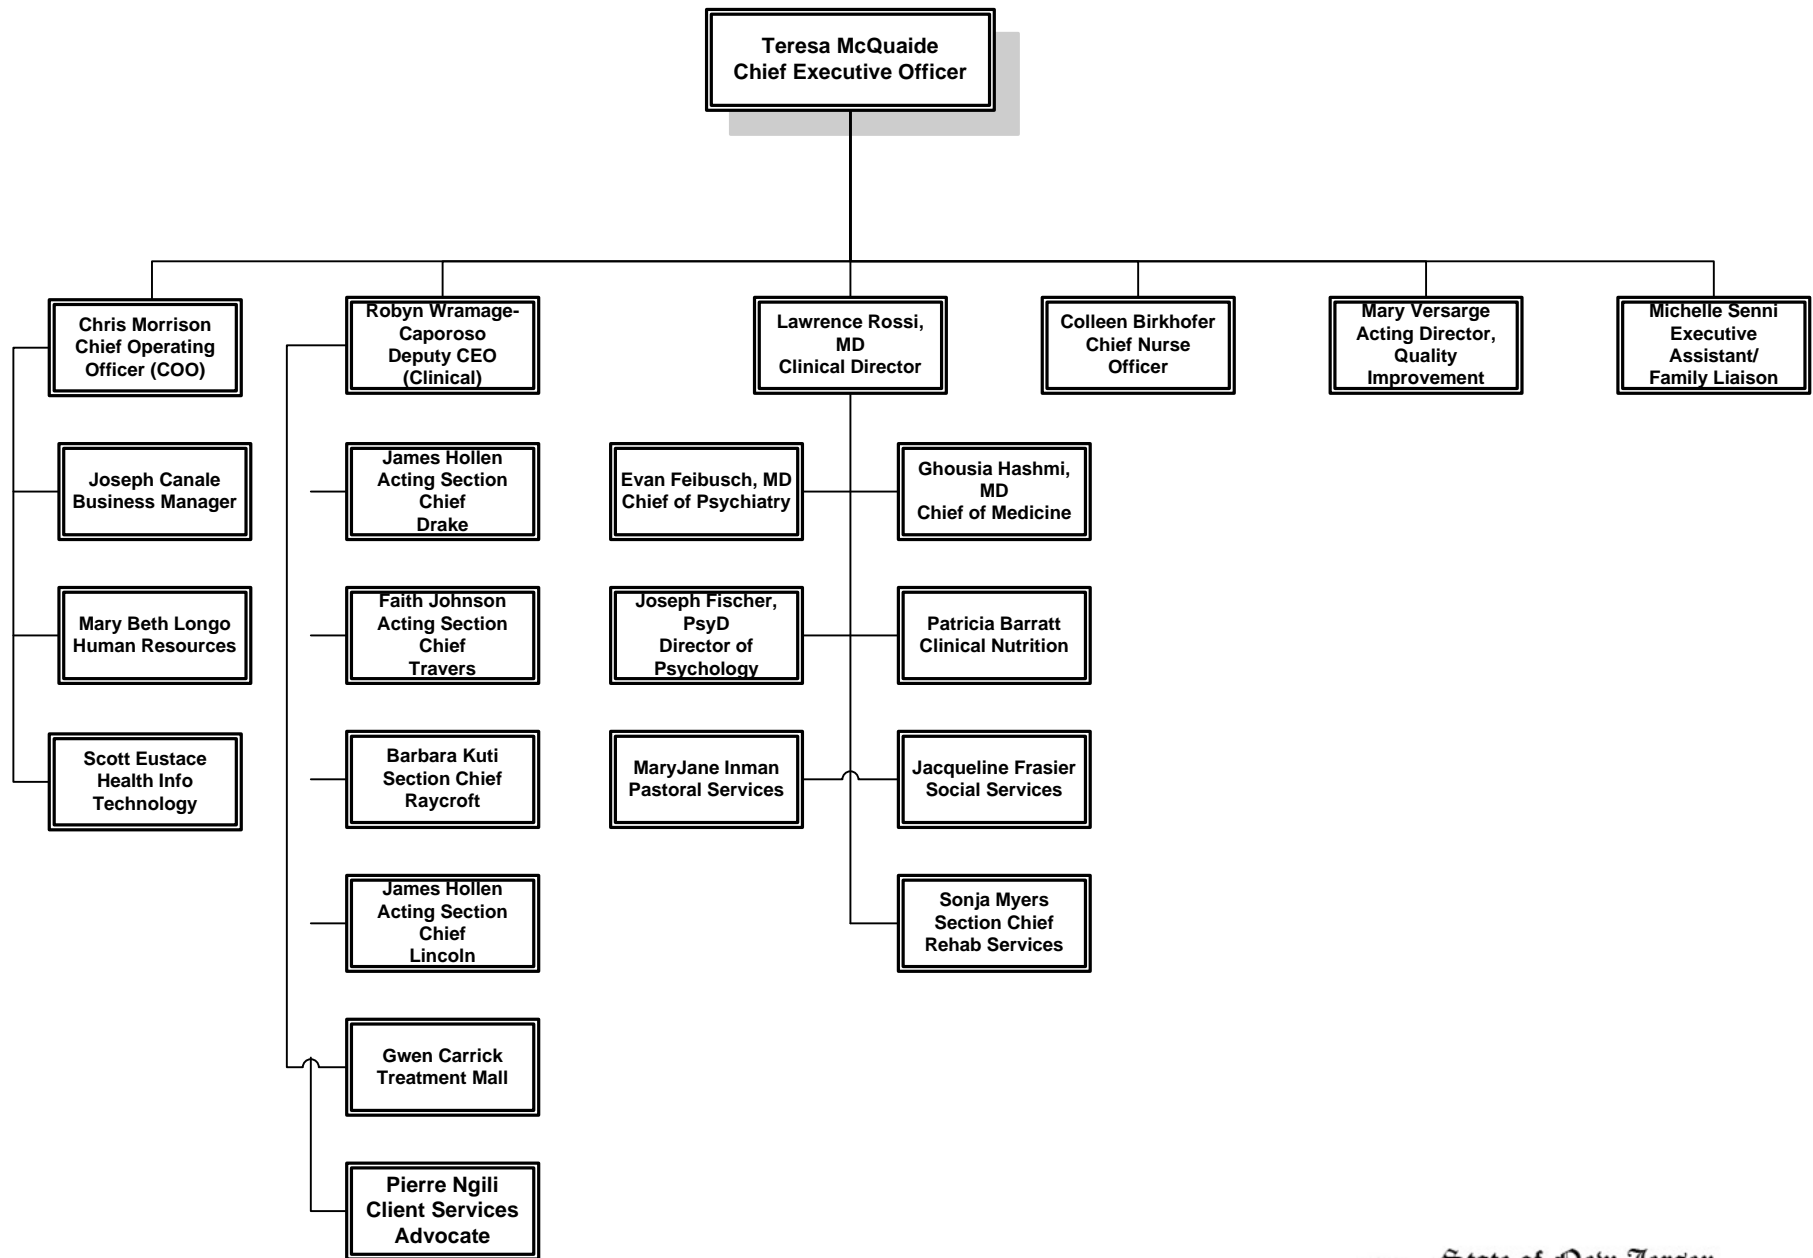 Teresa McQuaide
Chief Executive Officer
Chris Morrison
Chief Operating
Officer (COO)
Robyn Wramage-
Caporoso
Deputy CEO
(Clinical)
Lawrence Rossi,
MD
Clinical Director
Colleen Birkhofer
Chief Nurse
Officer
Mary Versarge
Acting Director,
Quality
Improvement
Michelle Senni
Executive
Assistant/
Family Liaison
Joseph Canale
Business Manager
James Hollen
Acting Section
Chief
Drake
Evan Feibusch, MD
Chief of Psychiatry
Ghousia Hashmi,
MD
Chief of Medicine
Mary Beth Longo
Human Resources
Faith Johnson
Acting Section
Chief
Travers
Joseph Fischer,
PsyD
Director of
Psychology
Patricia Barratt
Clinical Nutrition
Scott Eustace
Health Info
Technology
Barbara Kuti
Section Chief
Raycroft
MaryJane Inman
Pastoral Services
Jacqueline Frasier
Social Services
James Hollen
Acting Section
Chief
Lincoln
Sonja Myers
Section Chief
Rehab Services
Gwen Carrick
Treatment Mall
Pierre Ngili
Client Services
Advocate
State of New Jersey